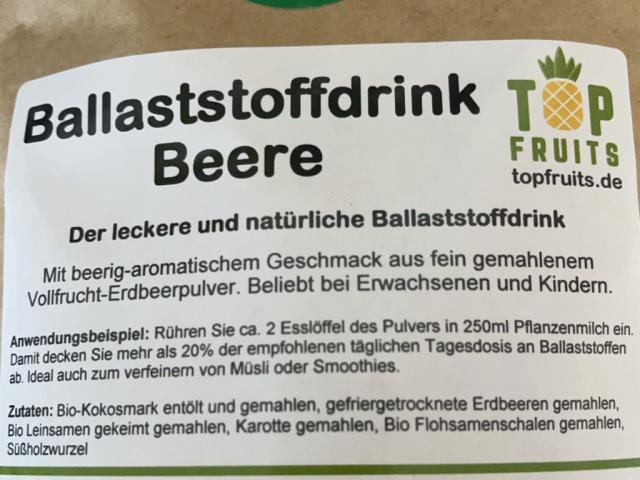 Ballaststoffdrink
Beere
TOP
FRUITS
topfruits.de
Der leckere und natürliche Ballaststoffdrink
Mit beerig-aromatischem Geschmack aus fein gemahlenem
Vollfrucht-Erdbeerpulver. Beliebt bei Erwachsenen und Kindern.
Anwendungsbeispiel: Rühren Sie ca. 2 Esslöffel des Pulvers in 250ml Pflanzenmilch ein.
Damit decken Sie mehr als 20% der empfohlenen täglichen Tagesdosis an Ballaststoffen
ab. Ideal auch zum verfeinern von Müsli oder Smoothies.
Zutaten: Bio-Kokosmark entölt und gemahlen, gefriergetrocknete Erdbeeren gemahlen,
Bio Leinsamen gekeimt gemahlen, Karotte gemahlen, Bio Flohsamenschalen gemahlen,
Süßholzwurzel